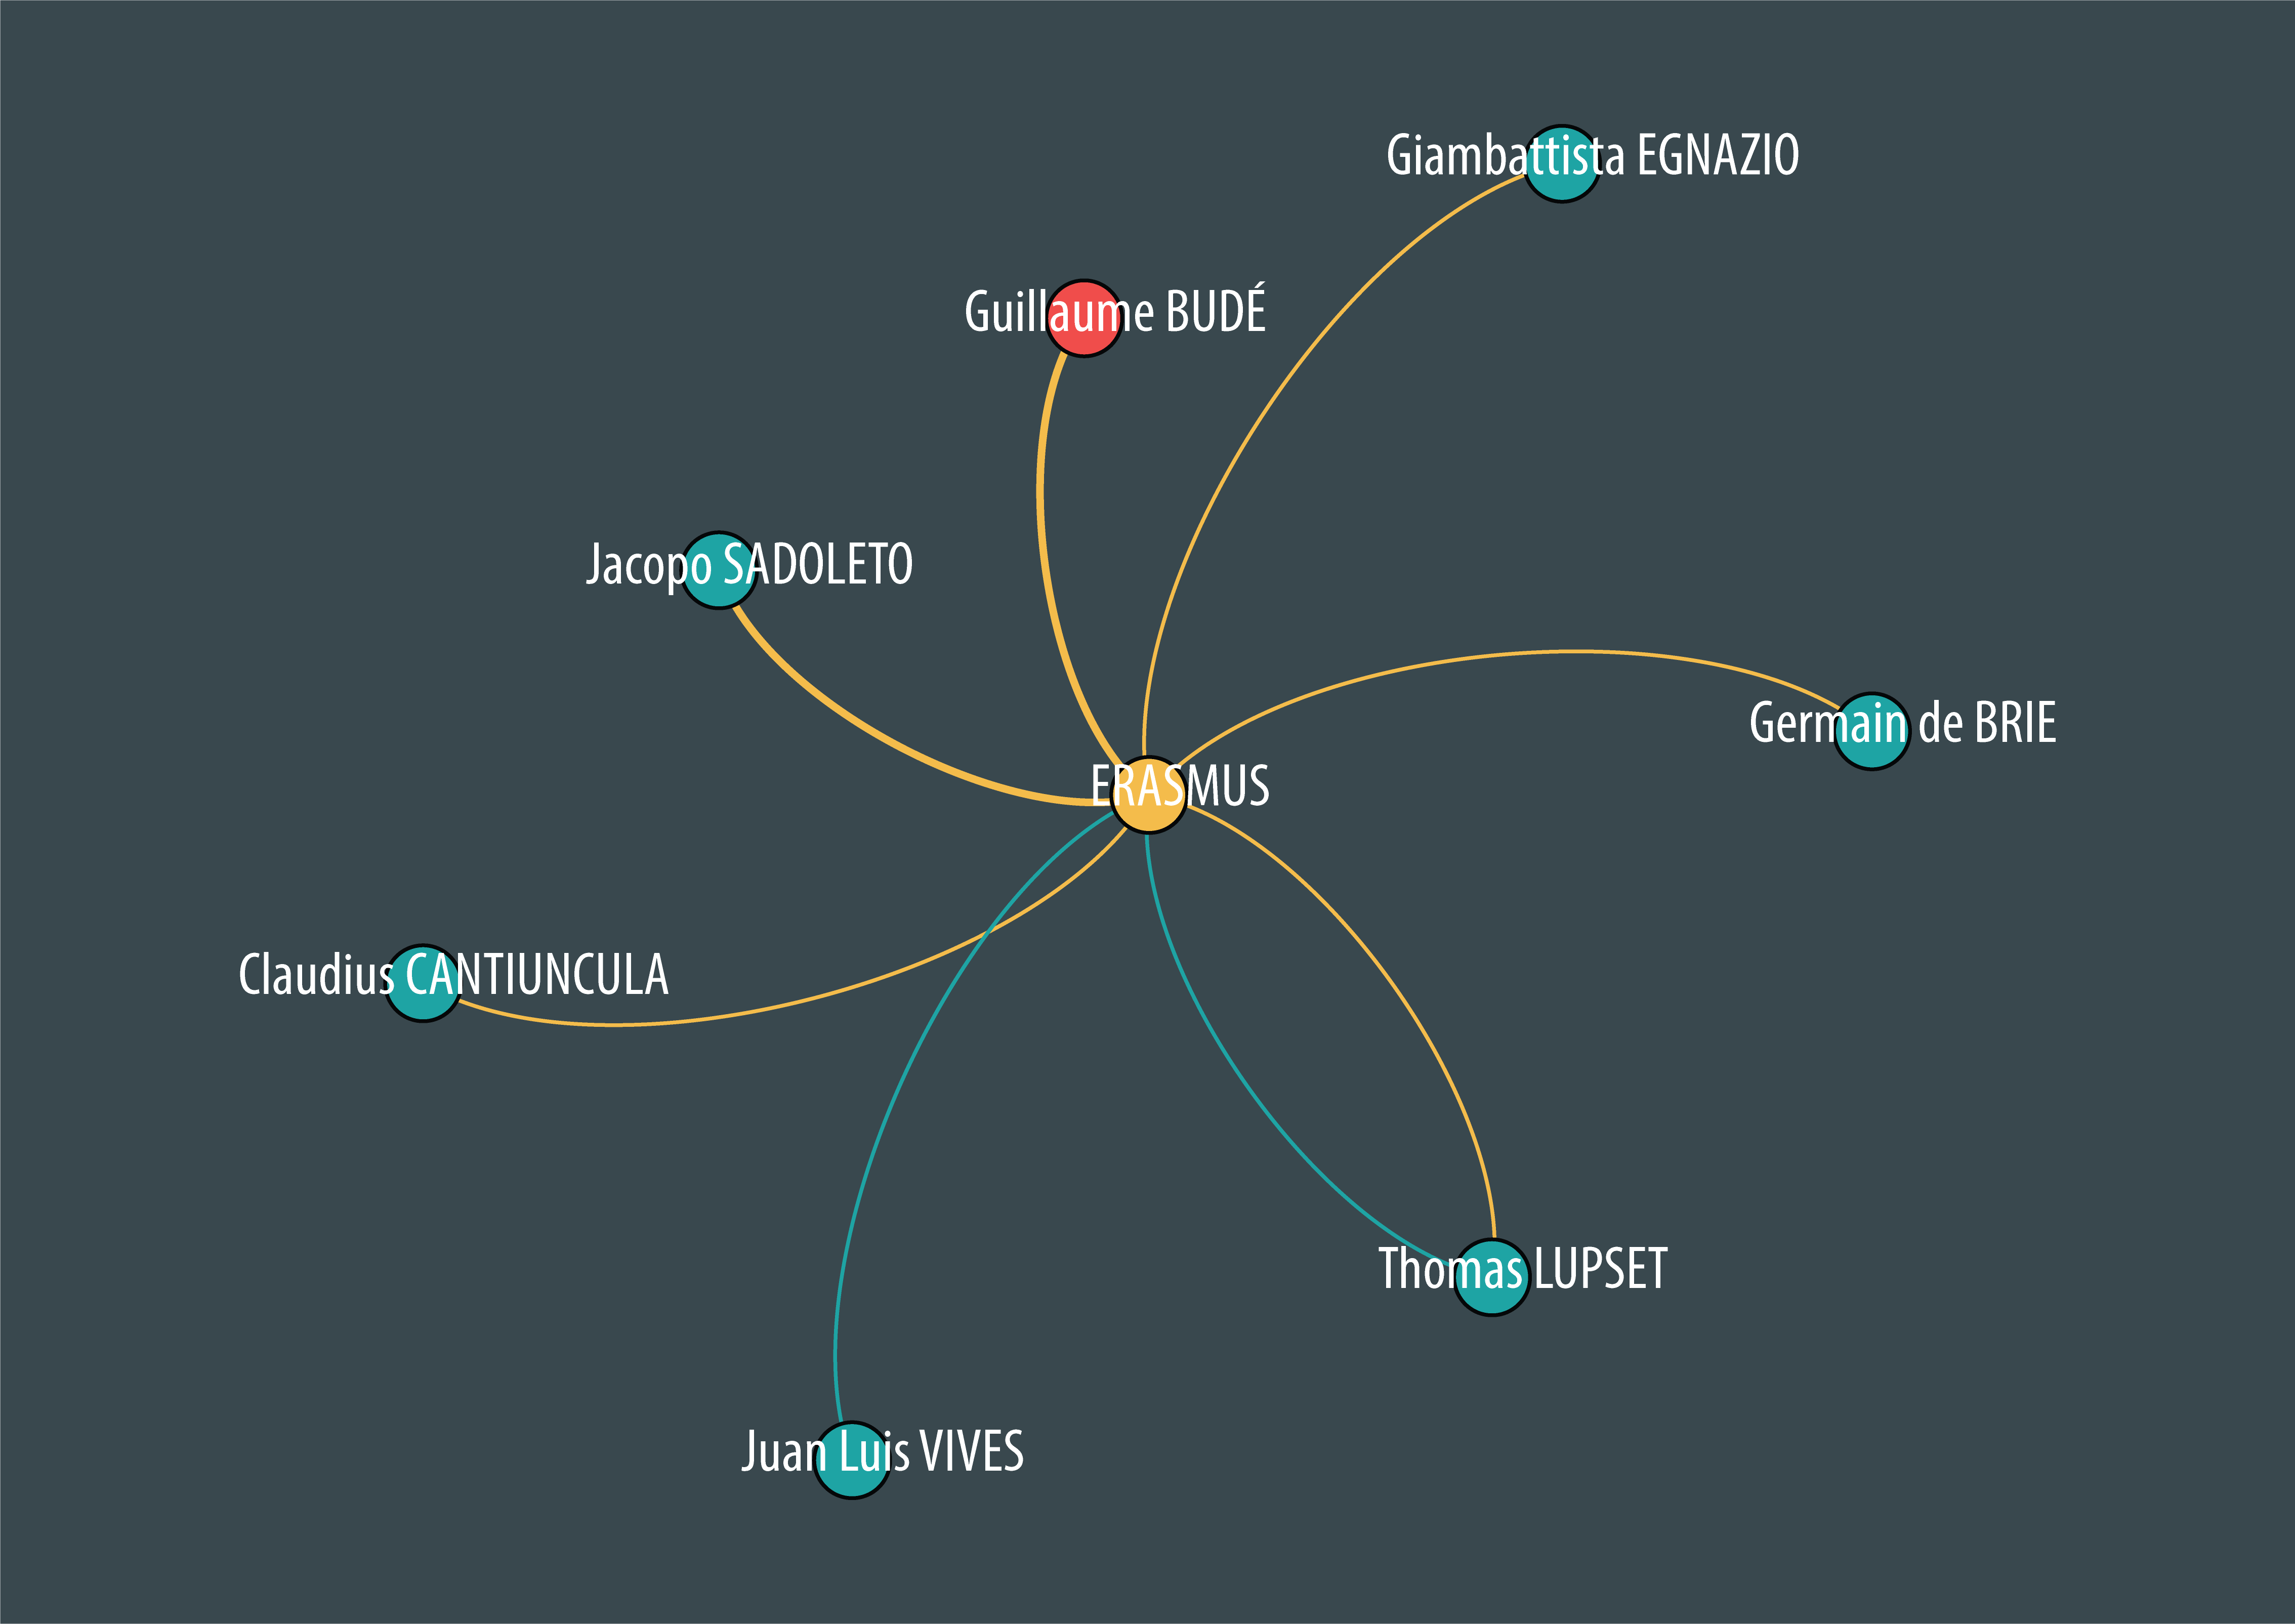 Giambattista EGNAZIO
Guillaume BUDÉ
Jacopo SADOLETO
Germain de BRIE
ERASMUS
Claudius CANTIUNCULA
Thomas LUPSET
Juan Luis VIVES